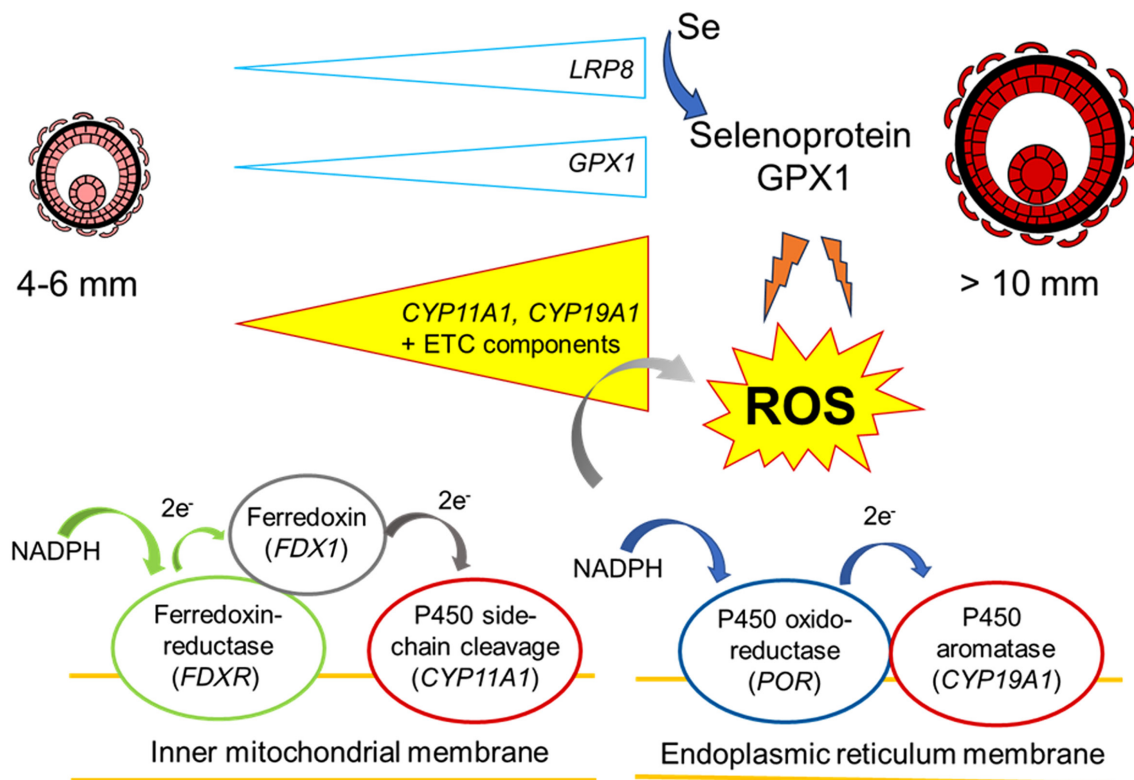 Se
LRP8
Selenoprotein
GPX1
GPX1
4-6 mm
> 10 mm
CYP11A1, CYP19A1
+ ETC components
ROS
NADPH
2e-
Ferredoxin
(FDX1)
2e-
Ferredoxin-
reductase
(FDXR)
P450 side-
chain cleavage
(CYP11A1)
Inner mitochondrial membrane
NADPH
2e-
P450 oxido-
reductase
(POR)
P450
aromatase
(CYP19A1)
Endoplasmic reticulum membrane